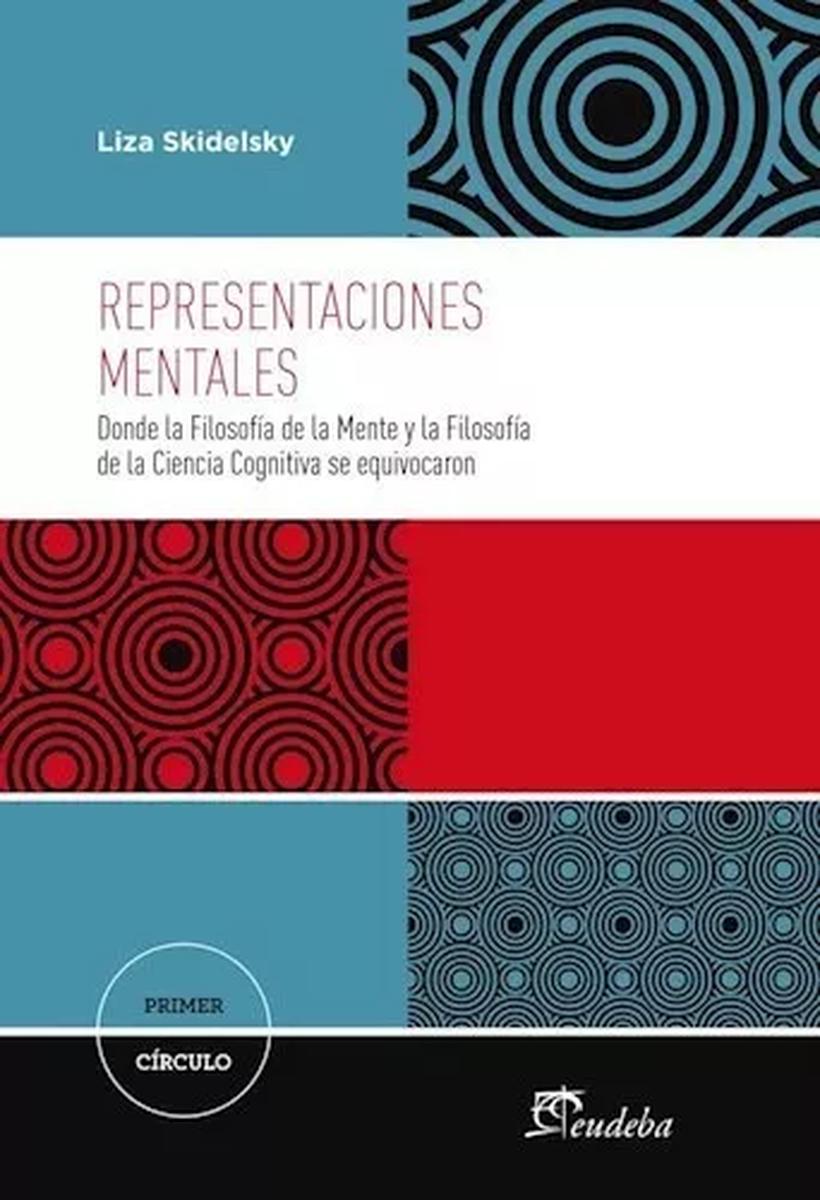 Liza Skidelsky
REPRESENTACIONES
MENTALES
Donde la Filosofía de la Mente y la Filosofía
de la Ciencia Cognitiva se equivocaron
PRIMER
CÍRCULO
eudeba